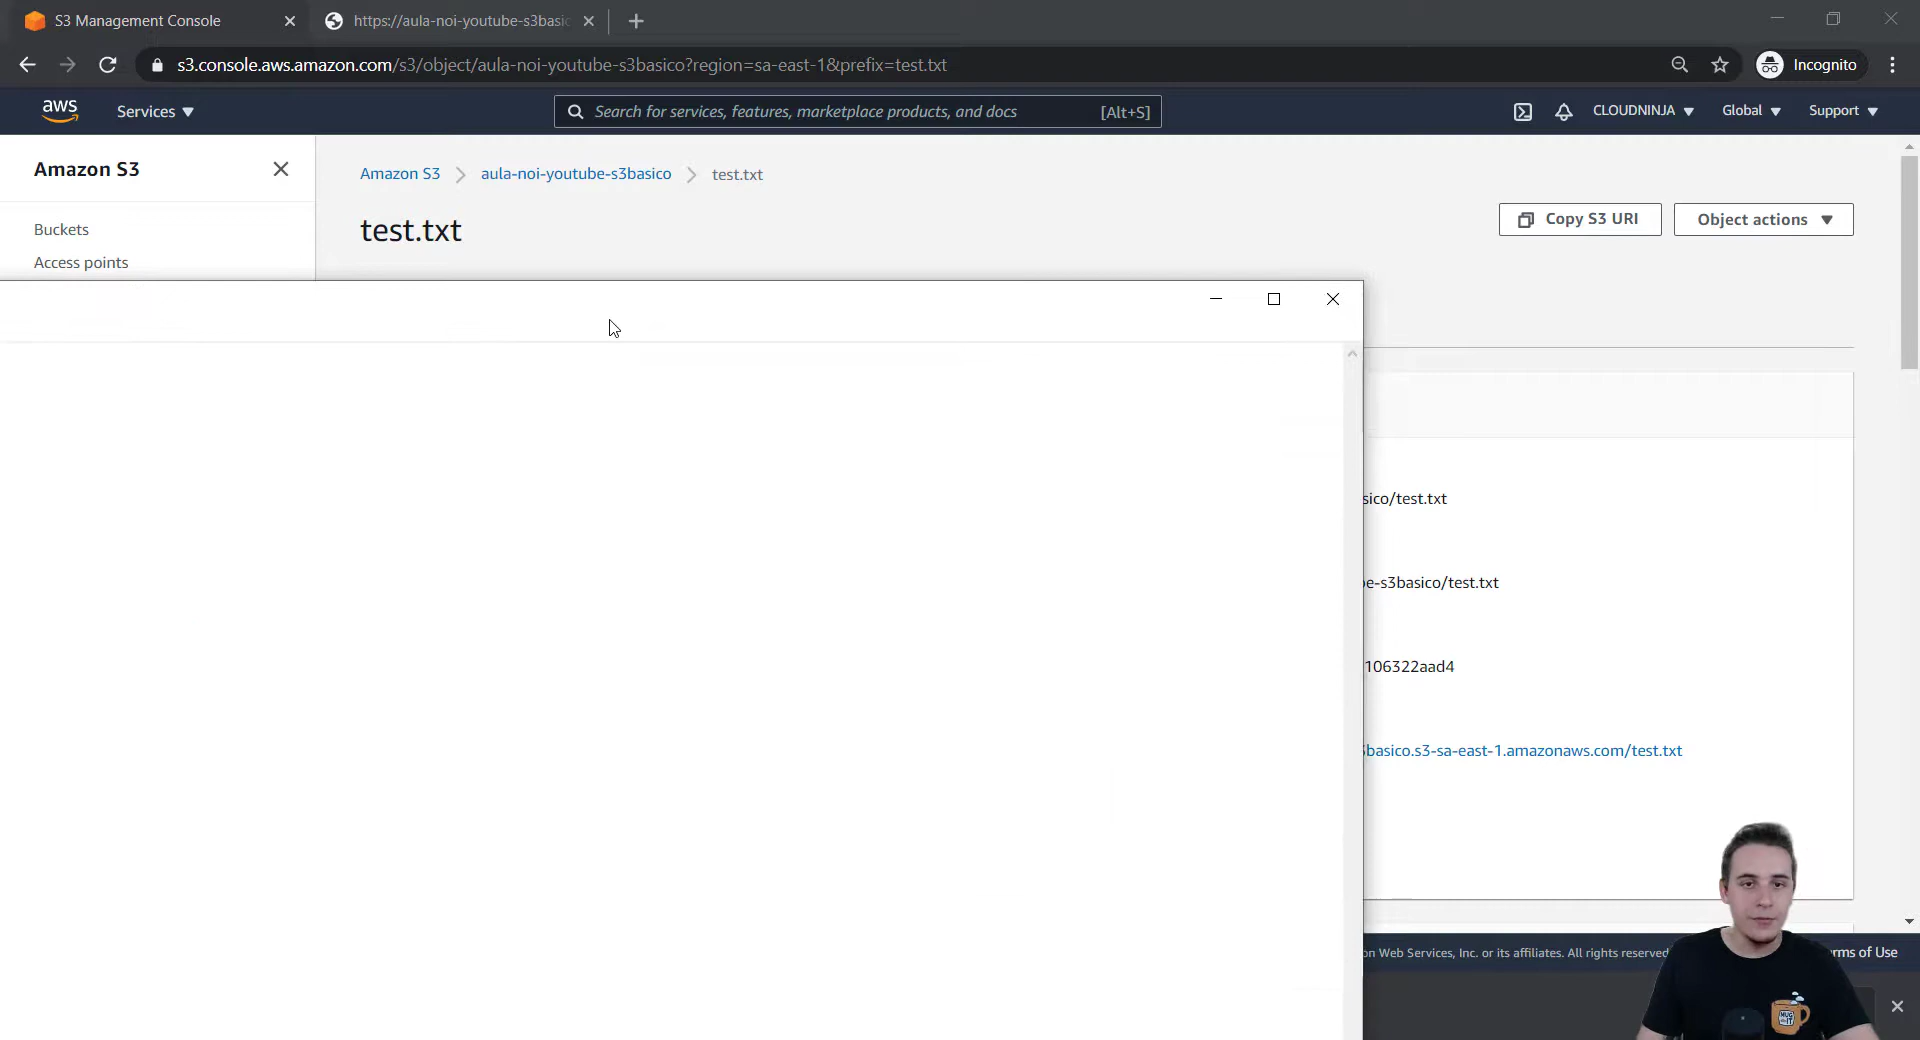 S3 Management Console
https://aula-noi-youtube-s3basic
s3.console.aws.amazon.com/s3/object/aula-noi-youtube-s3basico?region=sa-east-1&prefix=test.txt
Incognito
aws
Services
Search for services, features, marketplace products, and docs
[Alt+S]
CLOUDNINJA
Global
Support
Amazon S3
Buckets
Access points
Amazon S3
aula-noi-youtube-s3basico
test.txt
test.txt
Copy S3 URI
Object actions
sico/test.txt
be-s3basico/test.txt
106322aad4
basico.s3-sa-east-1.amazonaws.com/test.txt
on Web Services, Inc. or its affiliates. All rights reserved
rms of Use